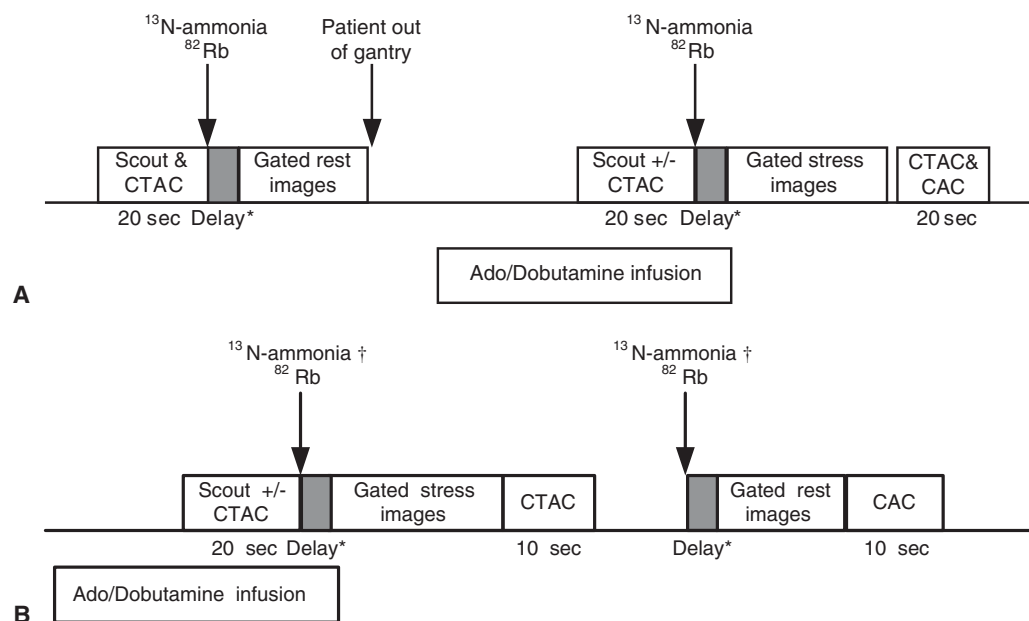 13N-ammonia
82Rb
Patient out
of gantry
13N-ammonia
82Rb
Scout &
CTAC
Gated rest
images
Scout +/-
CTAC
Gated stress
images
CTAC&
CAC
20 sec Delay*
20 sec Delay*
20 sec
Ado/Dobutamine infusion
A
13N-ammonia †
82Rb
13N-ammonia †
82Rb
Scout +/-
CTAC
Gated stress
images
CTAC
Gated rest
images
CAC
20 sec Delay*
10 sec
Delay*
10 sec
Ado/Dobutamine infusion
B